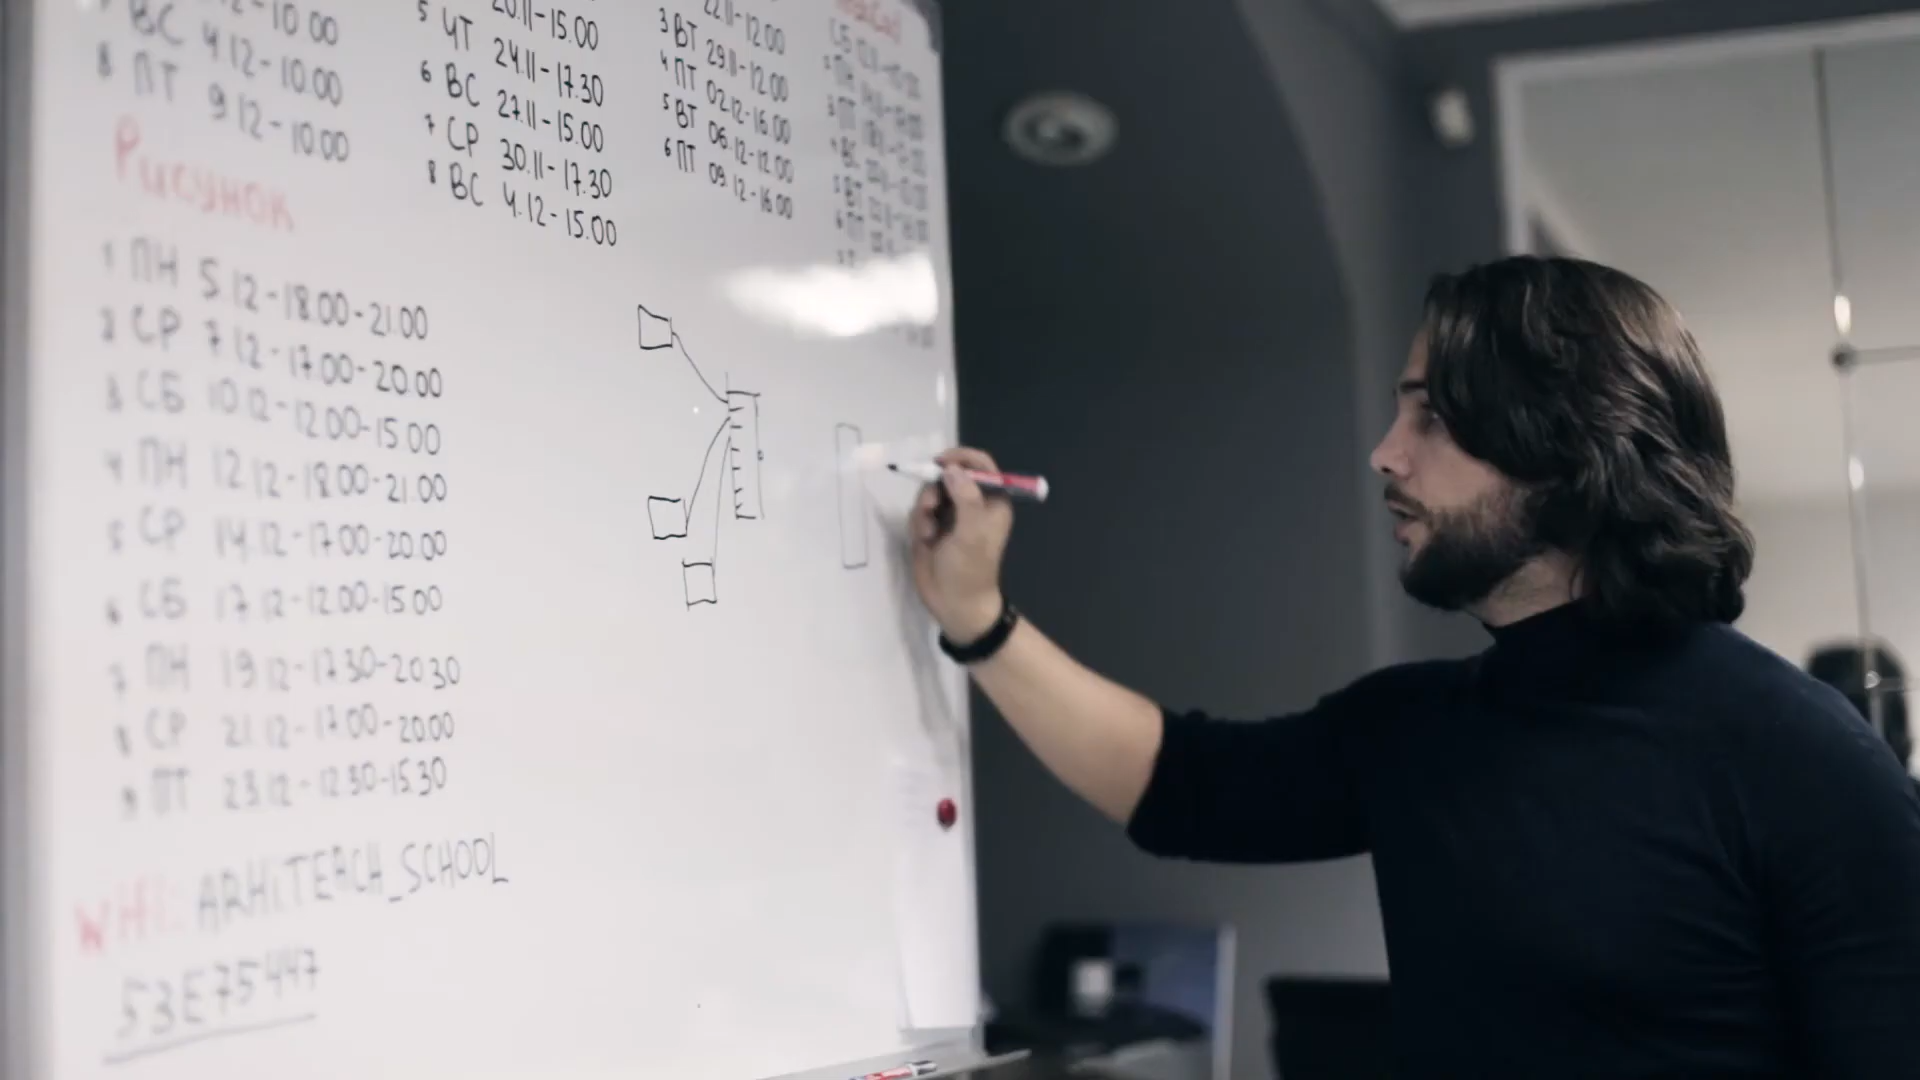 ВС 4.12-10.00
8 ПТ 9.12-10.00
Рисунок
1 ПН 5.12-18.00-21.00
2 СР 7.12-17.00-20.00
3 СБ 10.12-12.00-15.00
4 ПН 12.12-18.00-21.00
5 СР 14.12-17.00-20.00
6 СБ 17.12-12.00-15.00
7 ПН 19.12-17.30-20.30
8 СР 21.12-17.00-20.00
9 ПТ 23.12-12.30-15.30
WIFI: ARHITEACH_SCHOOL
53E75447
20.11-15.00
5 ЧТ 24.11-17.30
6 ВС 27.11-15.00
7 СР 30.11-17.30
8 ВС 4.12-15.00
22.11-12.00
3 ВТ 29.11-12.00
4 ПТ 02.12-16.00
5 ВТ 06.12-12.00
6 ПТ 09.12-16.00